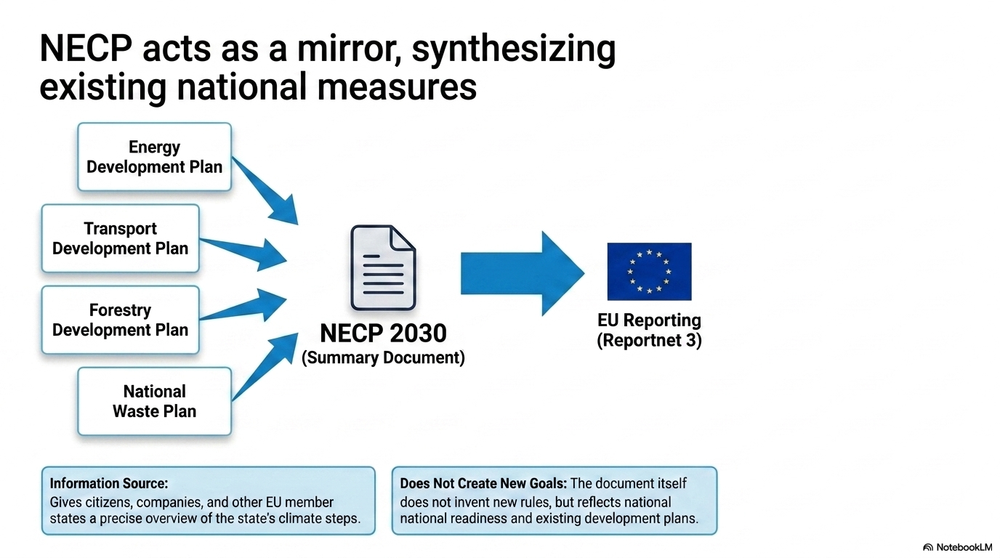 NECP acts as a mirror, synthesizing
existing national measures
Energy
Development Plan
Transport
Development Plan
Forestry
Development Plan
National
Waste Plan
NECP 2030
(Summary Document)
EU Reporting
(Reportnet 3)
Information Source:
Gives citizens, companies, and other EU member
states a precise overview of the state's climate steps.
Does Not Create New Goals: The document itself
does not invent new rules, but reflects national
national readiness and existing development plans.
NotebookLM